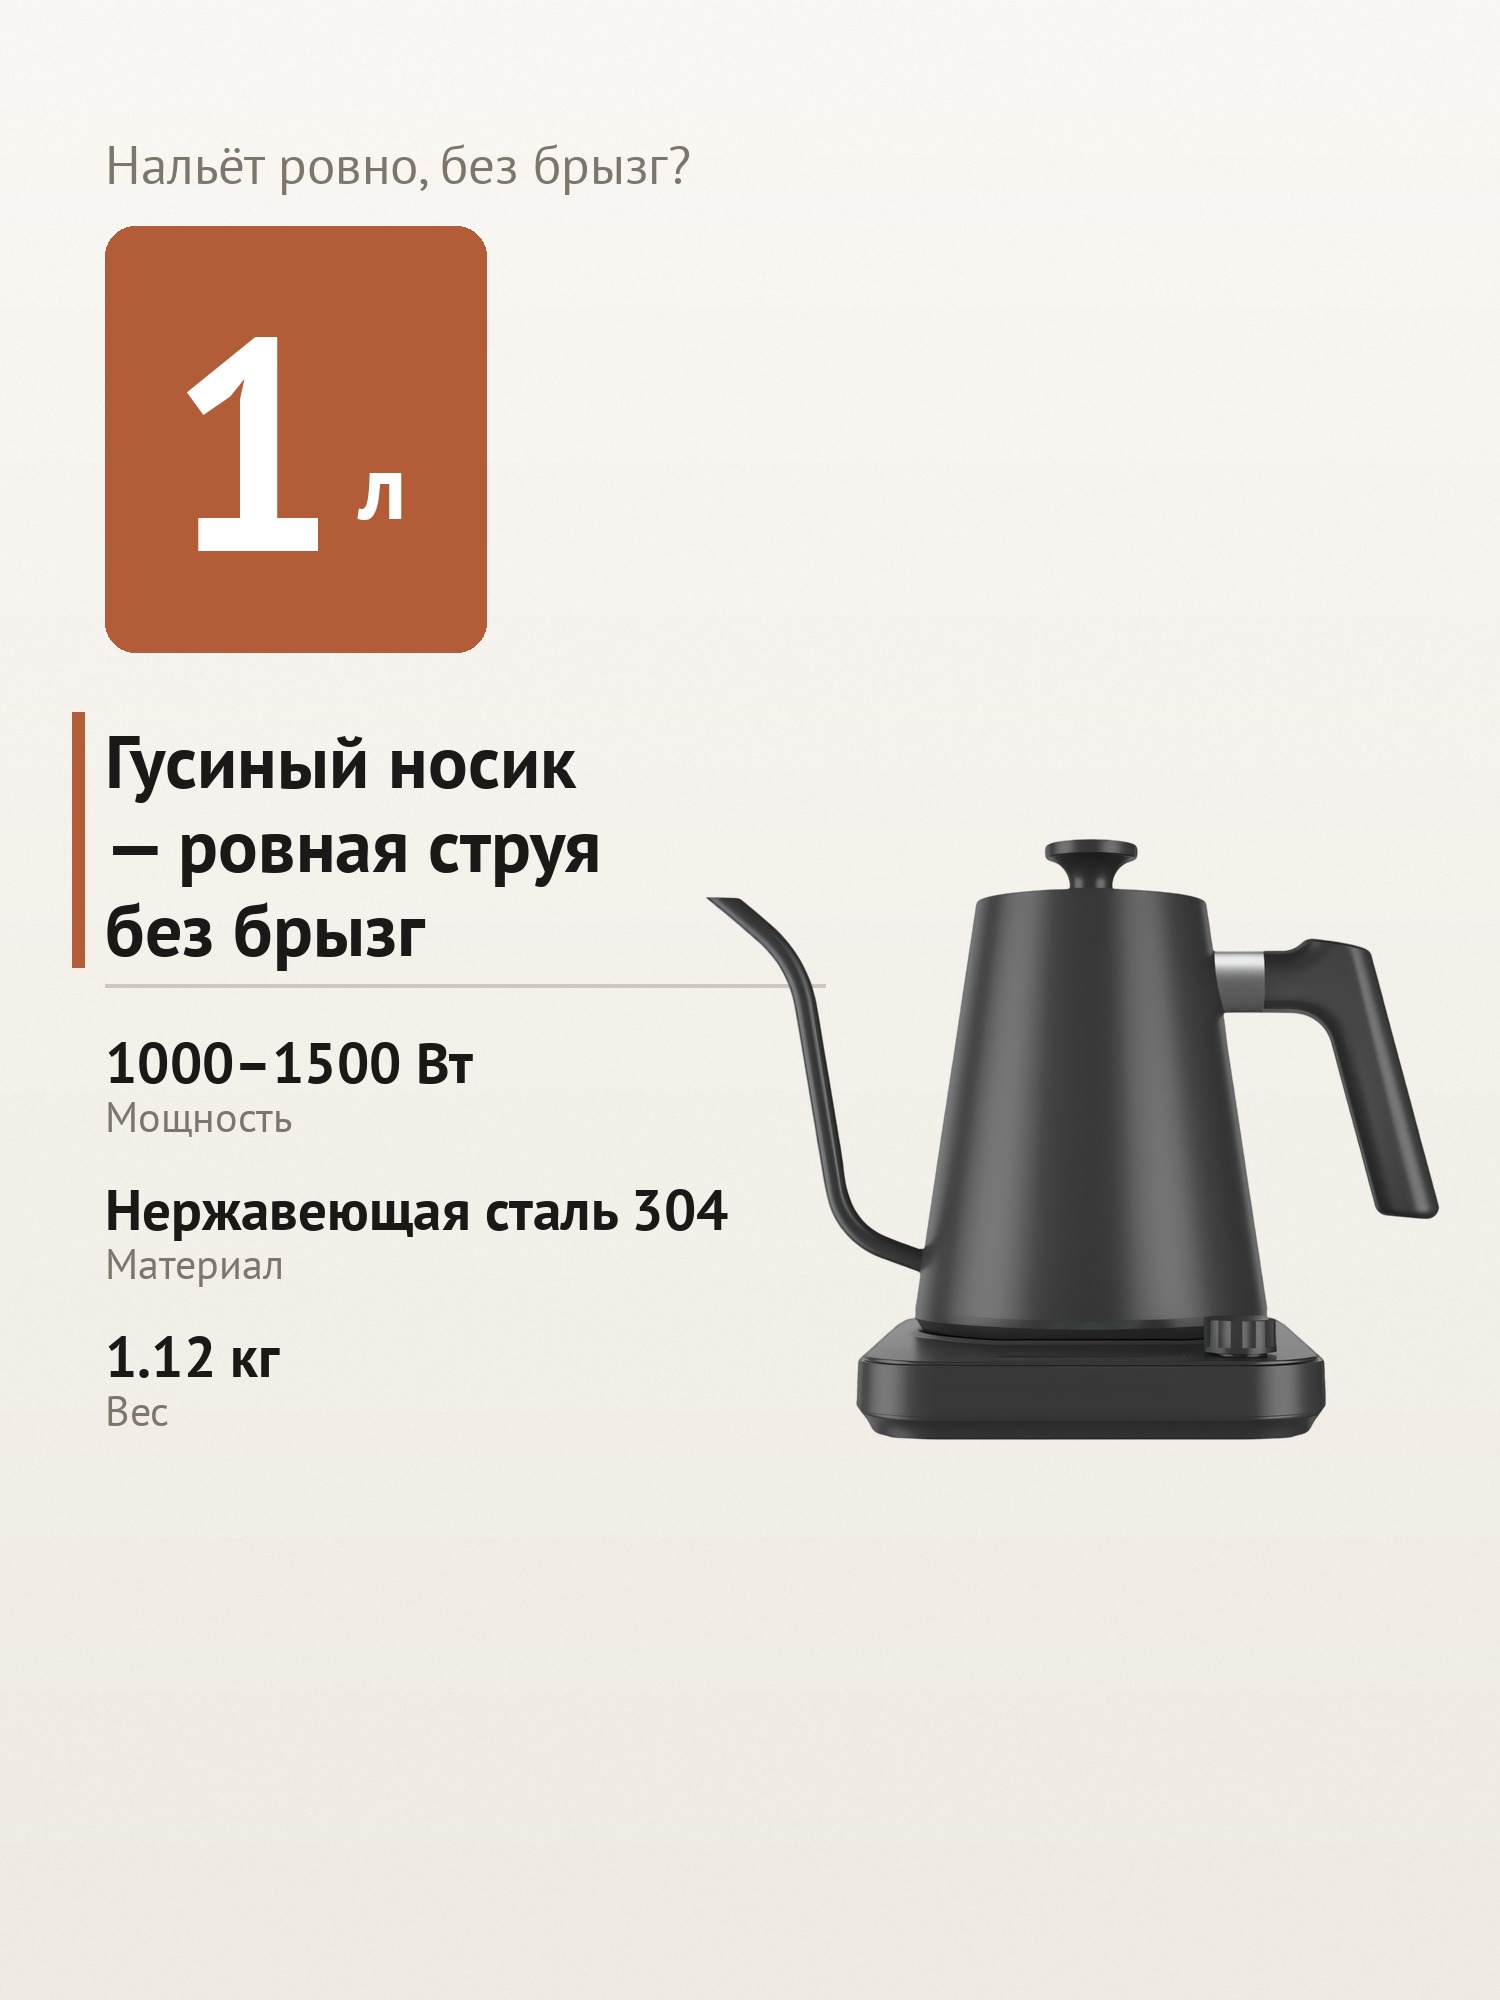 Нальёт ровно, без брызг?
1 л
Гусиный носик
— ровная струя
без брызг
1000–1500 Вт
Мощность
Нержавеющая сталь 304
Материал
1.12 кг
Вес